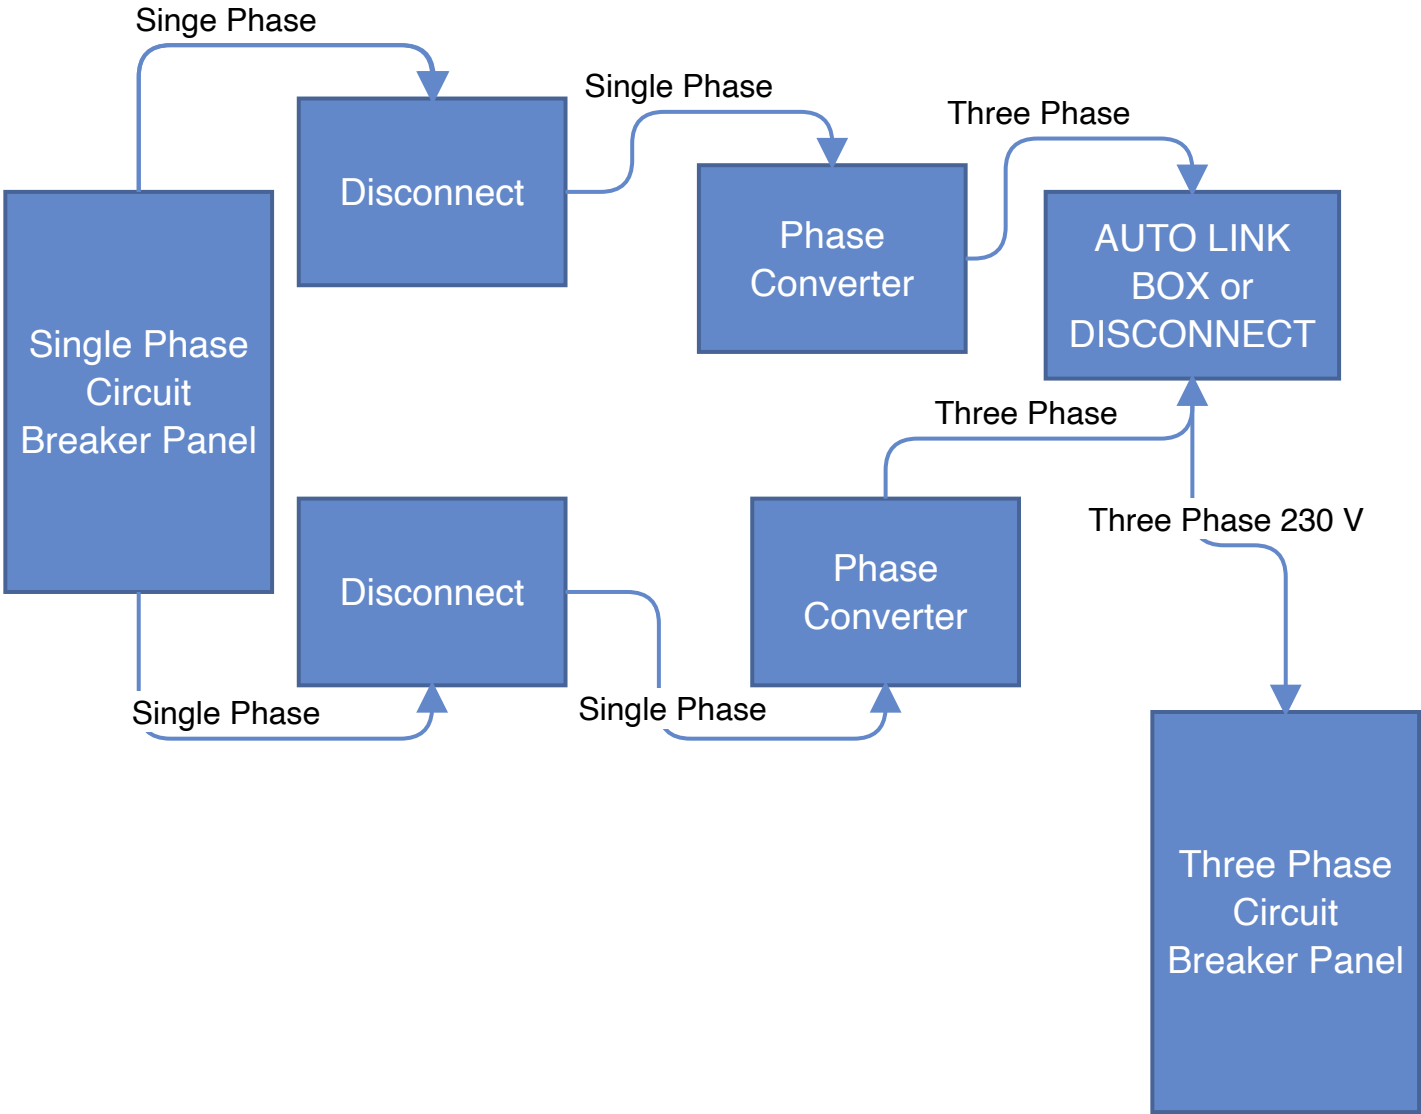 Singe Phase
Single Phase
Three Phase
Disconnect
Phase
Converter
AUTO LINK
BOX or
DISCONNECT
Single Phase
Circuit
Breaker Panel
Three Phase
Three Phase 230 V
Disconnect
Phase
Converter
Single Phase
Single Phase
Three Phase
Circuit
Breaker Panel